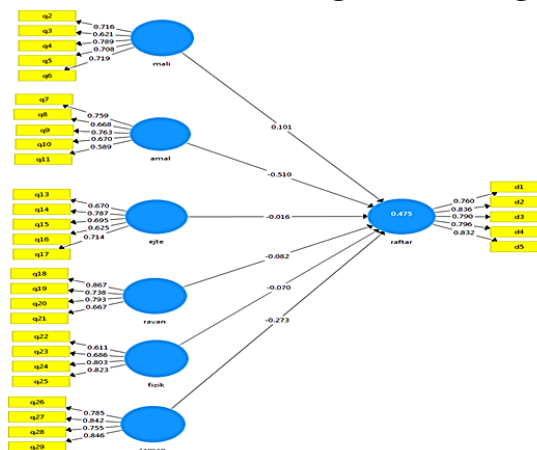 q2
q3
q4
q5
q6
0.716
0.621
0.789
0.708
0.719
mali
0.101
q7
q8
q9
q10
q11
0.759
0.668
0.763
0.670
0.589
amal
-0.510
q13
q14
q15
q16
q17
0.670
0.787
0.695
0.625
0.714
ejte
-0.016
0.475
raftar
0.760
0.836
0.790
0.796
0.832
d1
d2
d3
d4
d5
q18
q19
q20
q21
0.867
0.738
0.793
0.667
ravan
-0.082
q22
q23
q24
q25
0.611
0.686
0.803
0.823
fizik
-0.070
q26
q27
q28
q29
0.785
0.842
0.755
0.846
-0.273